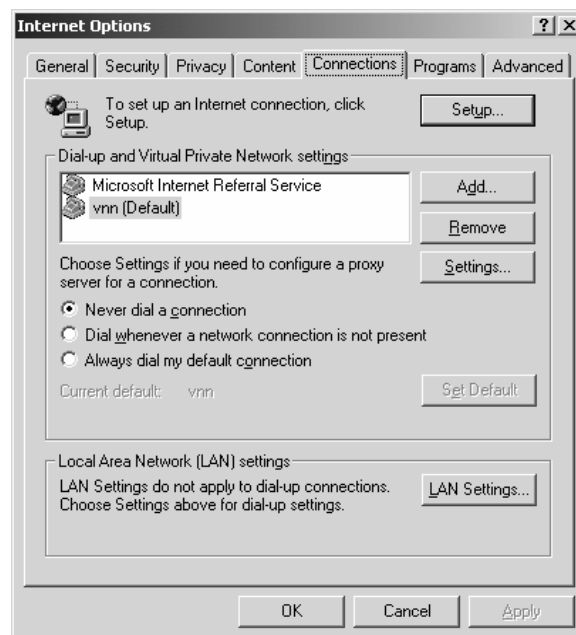 Internet Options
General Security Privacy Content Connections Programs Advanced
To set up an Internet connection, click
Setup.
Setup...
Dial-up and Virtual Private Network settings
Microsoft Internet Referral Service
vnn (Default)
Add...
Remove
Choose Settings if you need to configure a proxy
server for a connection.
Settings...
Never dial a connection
Dial whenever a network connection is not present
Always dial my default connection
Current default: vnn
Set Default
Local Area Network (LAN) settings
LAN Settings do not apply to dial-up connections.
Choose Settings above for dial-up settings.
LAN Settings...
OK Cancel Apply